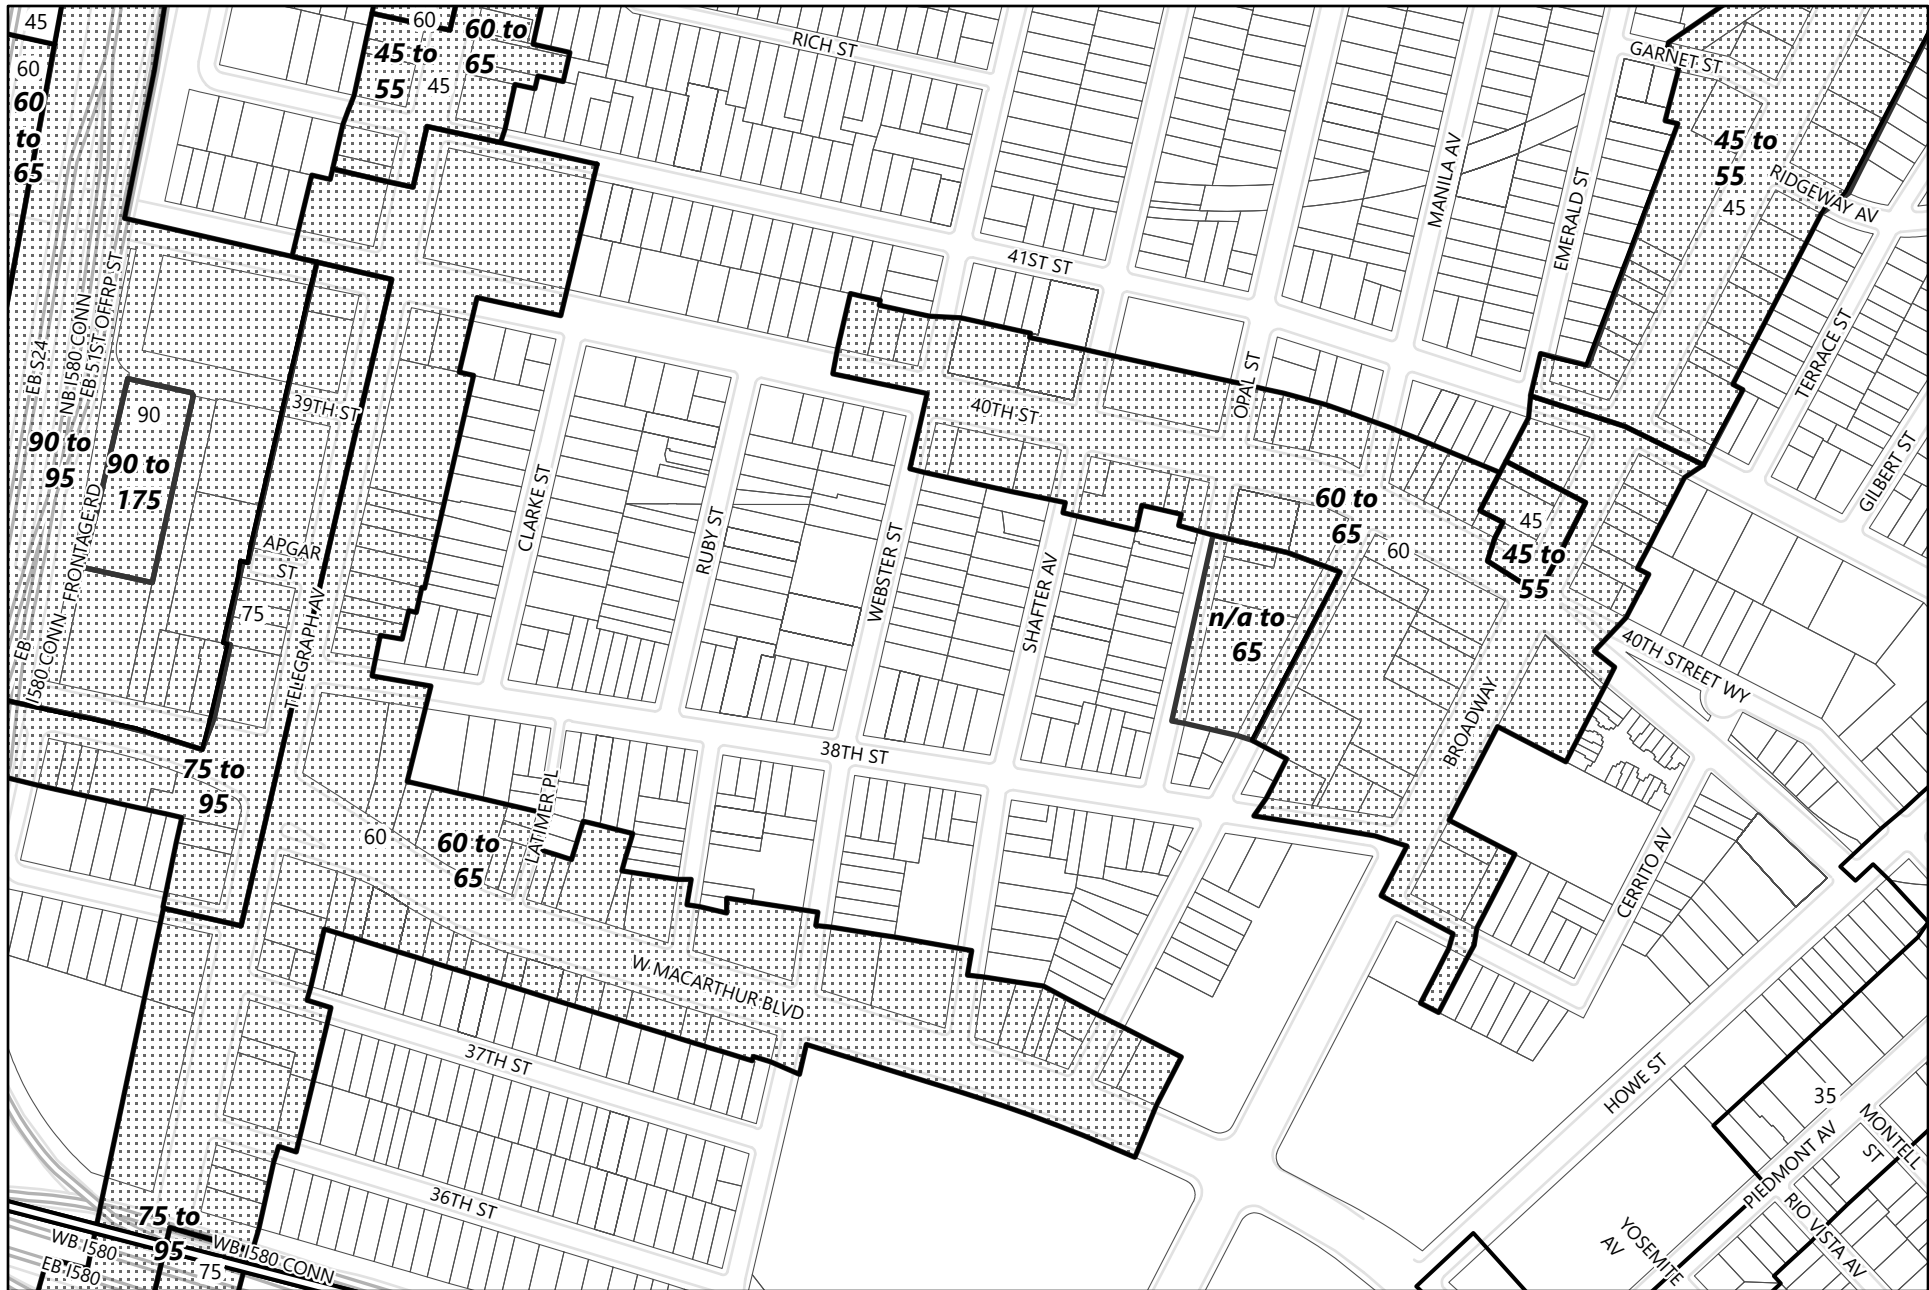 45
60
60 to
65
RICH ST
GARNET ST
45 to
55
60
45
60
to
65
45 to
55
MANILA AV
RIDGEWAY AV
EMERALD ST
45
41ST ST
EB S24
NB I580 CONN
EB 51ST OFFRP ST
TERRACE ST
OPAL ST
39TH ST
40TH ST
90
90 to
95
90 to
175
GILBERT ST
CLARKE ST
RUBY ST
WEBSTER ST
SHAFTER AV
60 to
65
60
45
45 to
55
EB
I580 CONN
FRONTAGE RD
APGAR
ST
75
TELEGRAPH AV
n/a to
65
40TH STREET WY
BROADWAY
38TH ST
75 to
95
LATIMER PL
60
60 to
65
CERRITO AV
W MACARTHUR BLVD
37TH ST
HOWE ST
35
MONTELL
ST
PIEDMONT AV
RIO VISTA AV
YOSEMITE
AV
36TH ST
75 to
95
WB I580
WB I580 CONN
EB I580
75